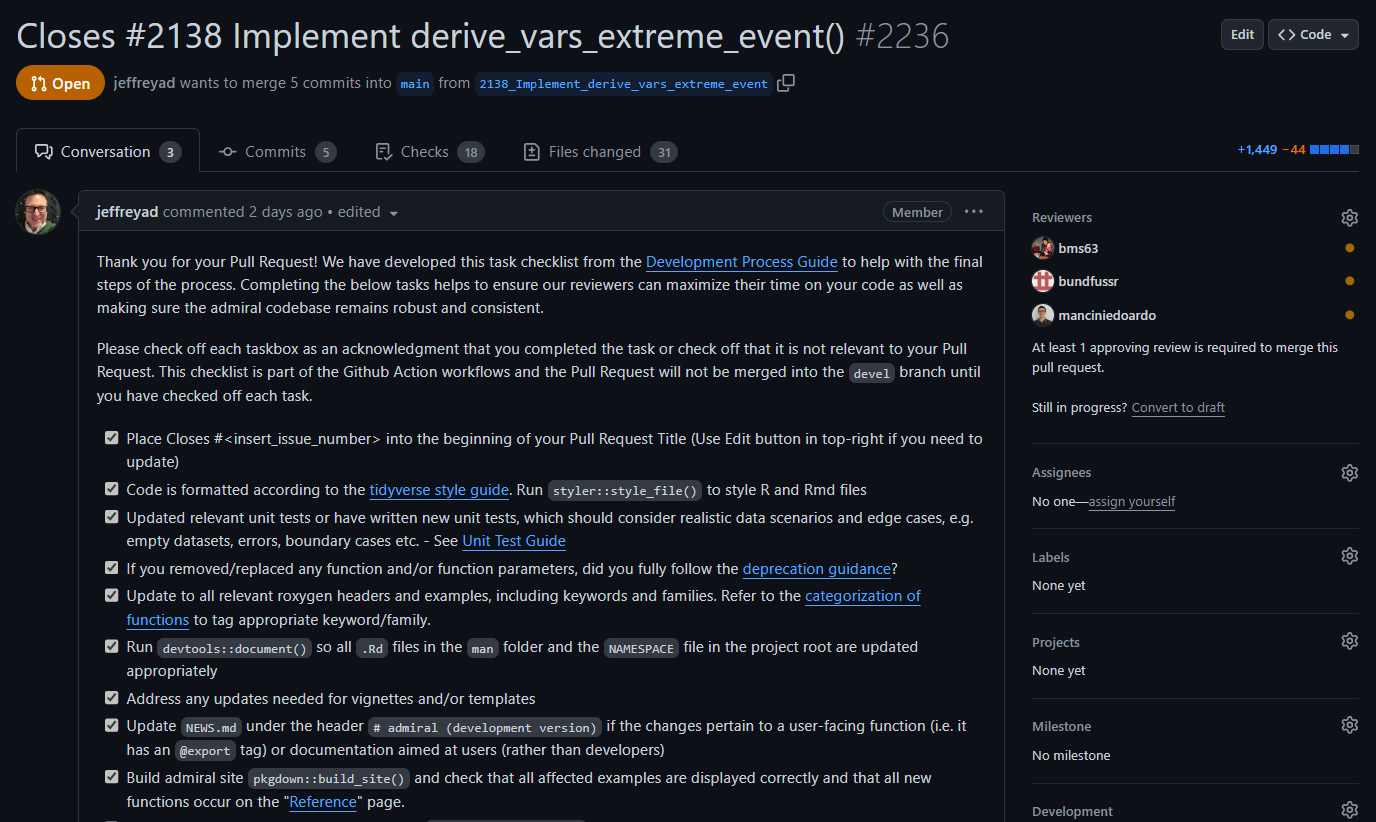 Closes #2138 Implement derive_vars_extreme_event() #2236
Edit
Code
Open
jeffreyad wants to merge 5 commits into main from 2138_Implement_derive_vars_extreme_event
Conversation 3
Commits 5
Checks 18
Files changed 31
+1,449 −44
jeffreyad commented 2 days ago • edited
Member
Thank you for your Pull Request! We have developed this task checklist from the Development Process Guide to help with the final
steps of the process. Completing the below tasks helps to ensure our reviewers can maximize their time on your code as well as
making sure the admiral codebase remains robust and consistent.
Please check off each taskbox as an acknowledgment that you completed the task or check off that it is not relevant to your Pull
Request. This checklist is part of the Github Action workflows and the Pull Request will not be merged into the devel branch until
you have checked off each task.
Place Closes #<insert_issue_number> into the beginning of your Pull Request Title (Use Edit button in top-right if you need to
update)
Code is formatted according to the tidyverse style guide. Run styler::style_file() to style R and Rmd files
Updated relevant unit tests or have written new unit tests, which should consider realistic data scenarios and edge cases, e.g.
empty datasets, errors, boundary cases etc. - See Unit Test Guide
If you removed/replaced any function and/or function parameters, did you fully follow the deprecation guidance?
Update to all relevant roxygen headers and examples, including keywords and families. Refer to the categorization of
functions to tag appropriate keyword/family.
Run devtools::document() so all .Rd files in the man folder and the NAMESPACE file in the project root are updated
appropriately
Address any updates needed for vignettes and/or templates
Update NEWS.md under the header # admiral (development version) if the changes pertain to a user-facing function (i.e. it
has an @export tag) or documentation aimed at users (rather than developers)
Build admiral site pkgdown::build_site() and check that all affected examples are displayed correctly and that all new
functions occur on the "Reference" page.
Reviewers
bms63
bundfussr
manciniedoardo
At least 1 approving review is required to merge this
pull request.
Still in progress? Convert to draft
Assignees
No one—assign yourself
Labels
None yet
Projects
None yet
Milestone
No milestone
Development